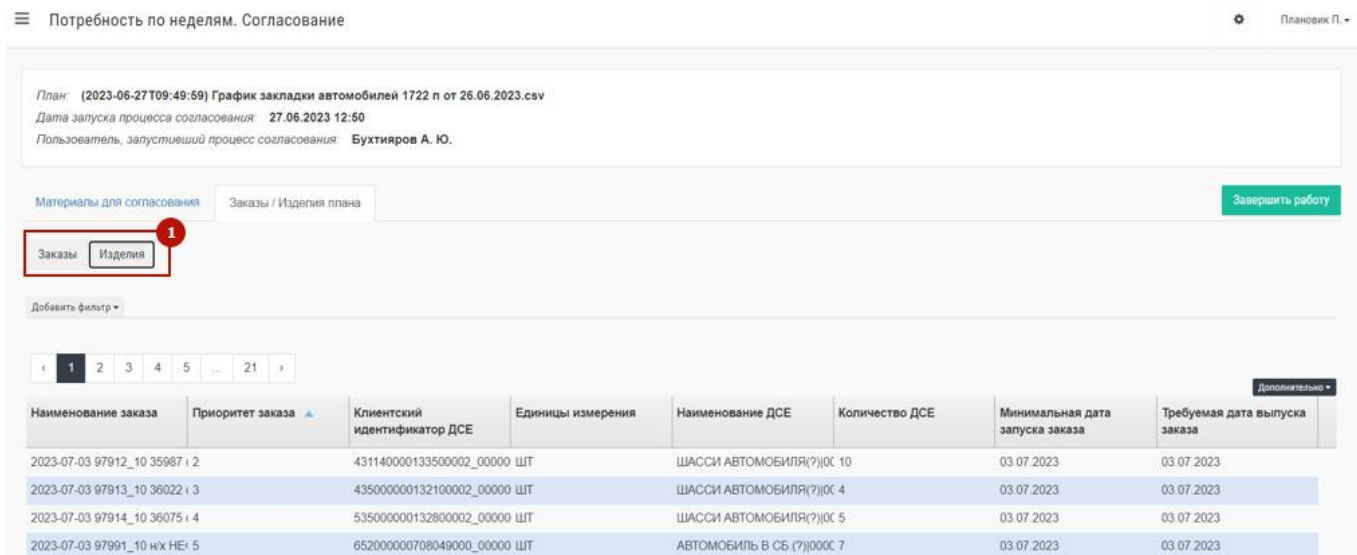 Потребность по неделям. Согласование
Плановик П.
План: (2023-06-27T09:49:59) График закладки автомобилей 1722 п от 26.06.2023.csv
Дата запуска процесса согласования: 27.06.2023 12:50
Пользователь, запустивший процесс согласования: Бухтияров А. Ю.
Материалы для согласования Заказы / Изделия плана Завершить работу
1
Заказы Изделия
Добавить фильтр
‹ 1 2 3 4 5 ... 21 ›
Дополнительно
Наименование заказа Приоритет заказа Клиентский идентификатор ДСЕ Единицы измерения Наименование ДСЕ Количество ДСЕ Минимальная дата запуска заказа Требуемая дата выпуска заказа
2023-07-03 97912_10 35987 2 431140000133500002_00000 ШТ ШАССИ АВТОМОБИЛЯ(?)|0( 10 03.07.2023 03.07.2023
2023-07-03 97913_10 36022 3 435000000132100002_00000 ШТ ШАССИ АВТОМОБИЛЯ(?)|0( 4 03.07.2023 03.07.2023
2023-07-03 97914_10 36075 4 535000000132800002_00000 ШТ ШАССИ АВТОМОБИЛЯ(?)|0( 5 03.07.2023 03.07.2023
2023-07-03 97991_10 н/х НЕ 5 652000000708049000_00000 ШТ АВТОМОБИЛЬ В СБ.(?)|000( 7 03.07.2023 03.07.2023